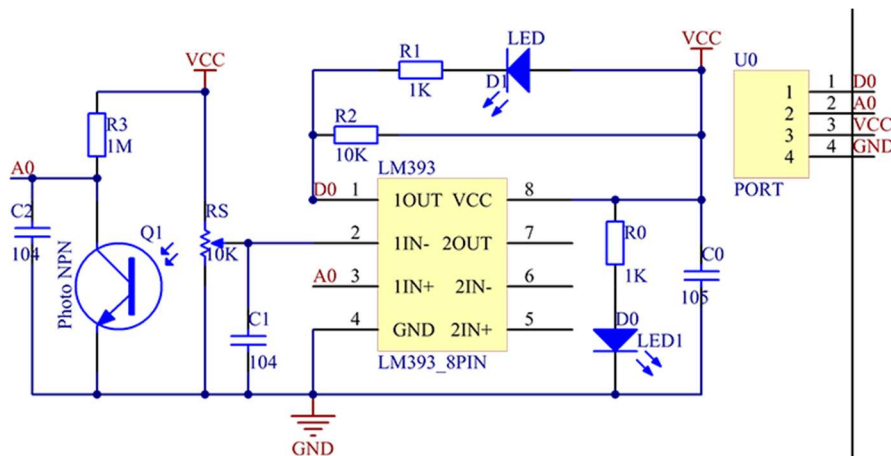 VCC
R3
1M
A0
C2
104
Q1
Photo NPN
RS
10K
C1
104
GND
R1
1K
LED
D1
R2
10K
VCC
LM393
D0
1
1OUT
VCC
8
2
1IN-
2OUT
7
A0
3
1IN+
2IN-
6
4
GND
2IN+
5
LM393_8PIN
R0
1K
D0
LED1
C0
105
U0
1
1
D0
2
2
A0
3
3
VCC
4
4
GND
PORT